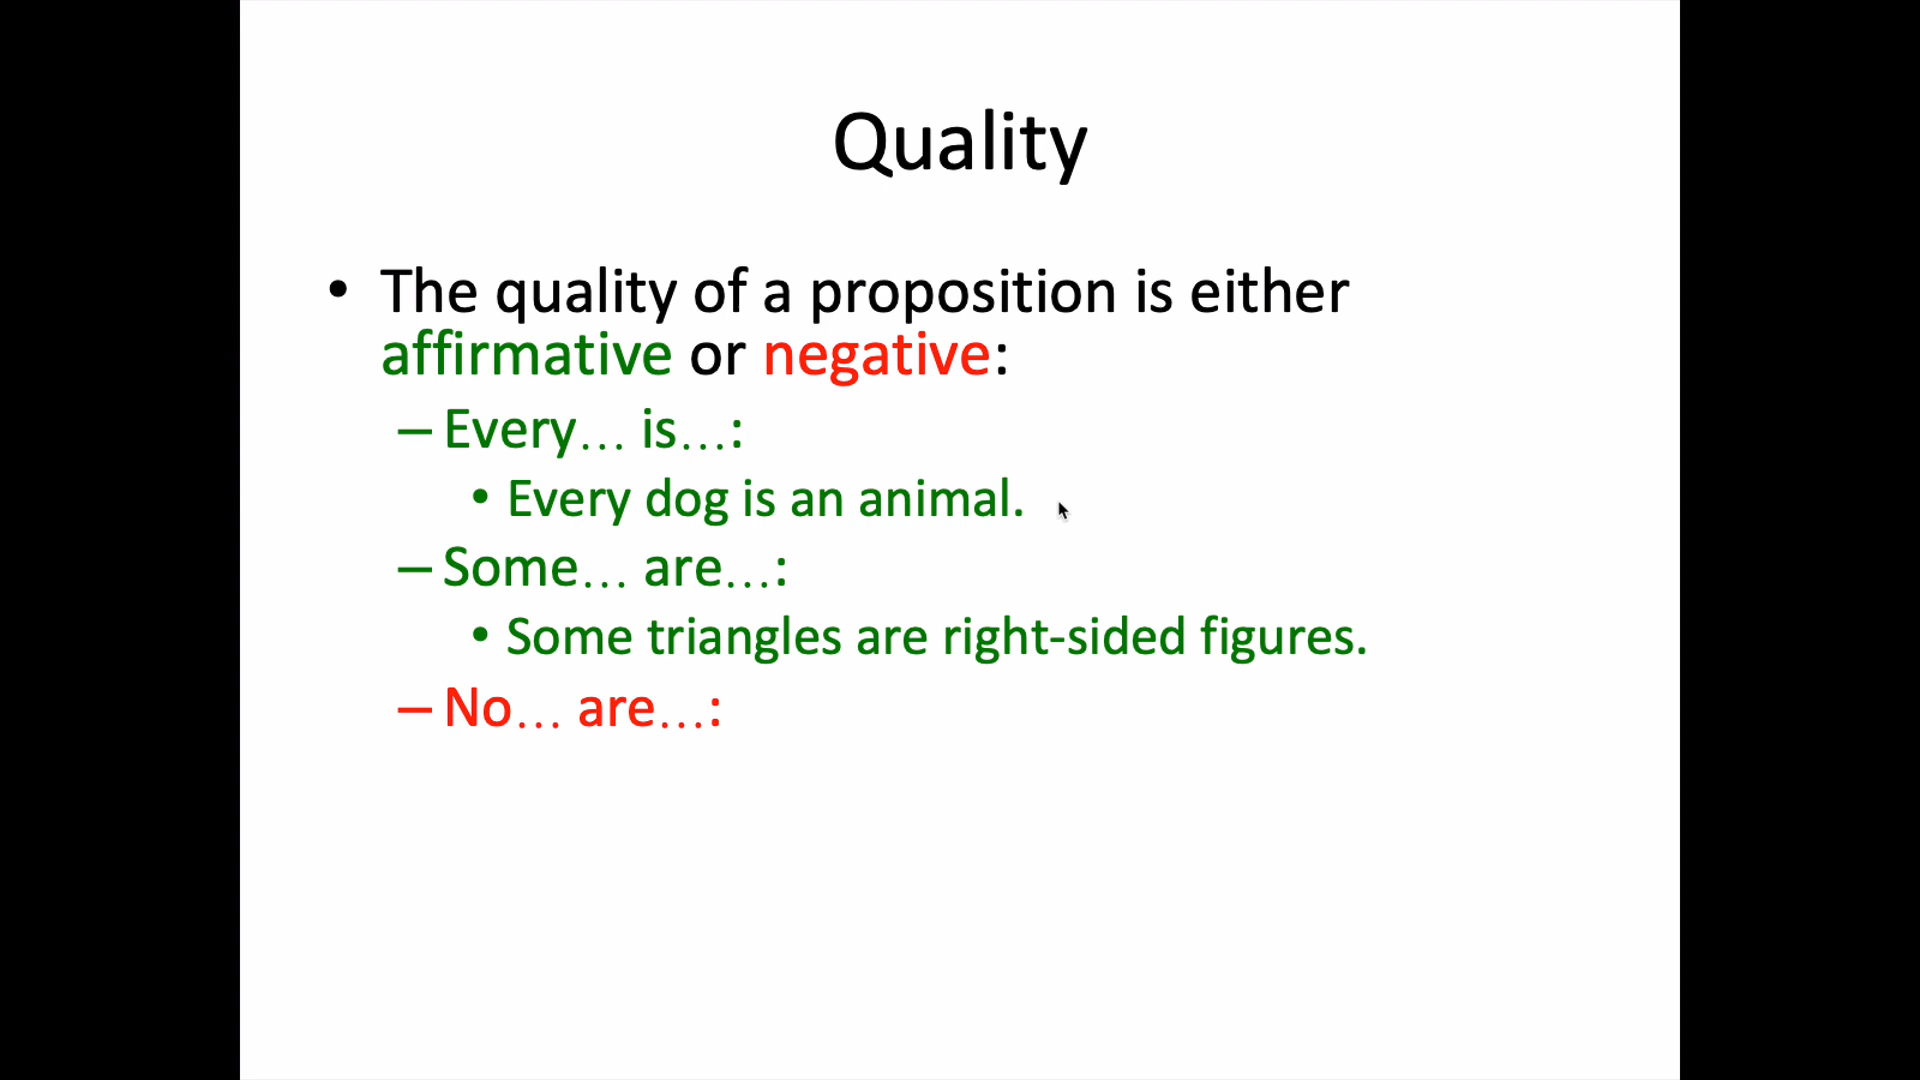 Quality
• The quality of a proposition is either
affirmative or negative:
– Every… is…:
• Every dog is an animal.
– Some… are…:
• Some triangles are right-sided figures.
– No… are…: